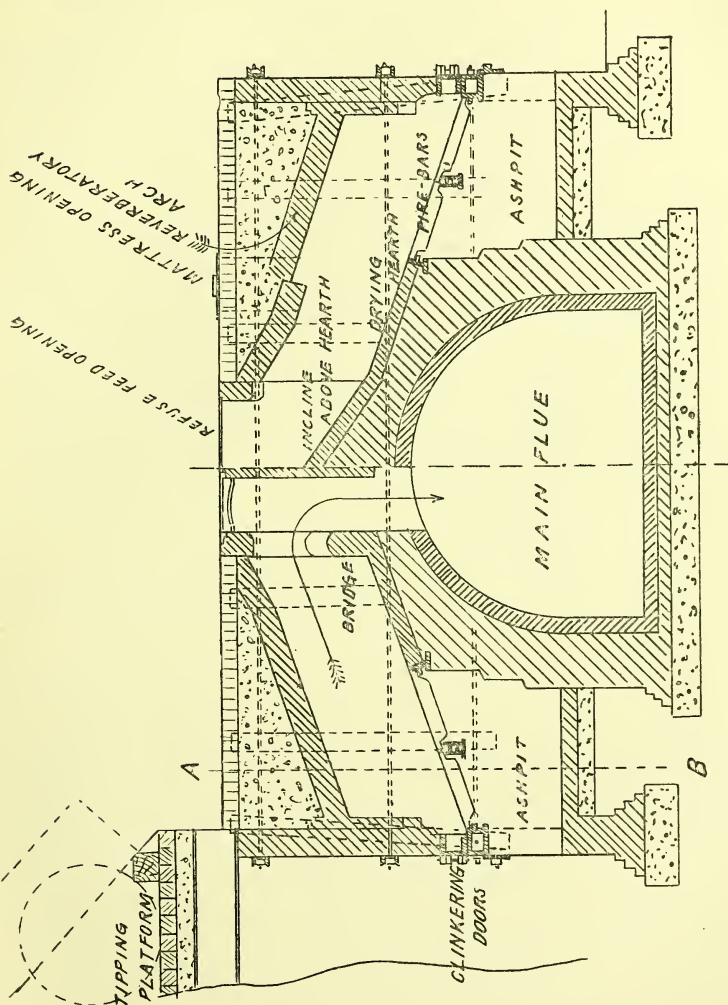 TIPPING
PLATFORM
A
REFUSE FEED OPENING
MATTRESS OPENING
REVERBERATORY
ARCH
INCLINE
ABOVE HEARTH
DRYING
HEARTH
FIRE-BARS
BRIDGE
CLINKERING
DOORS
ASHPIT
ASHPIT
MAIN FLUE
B